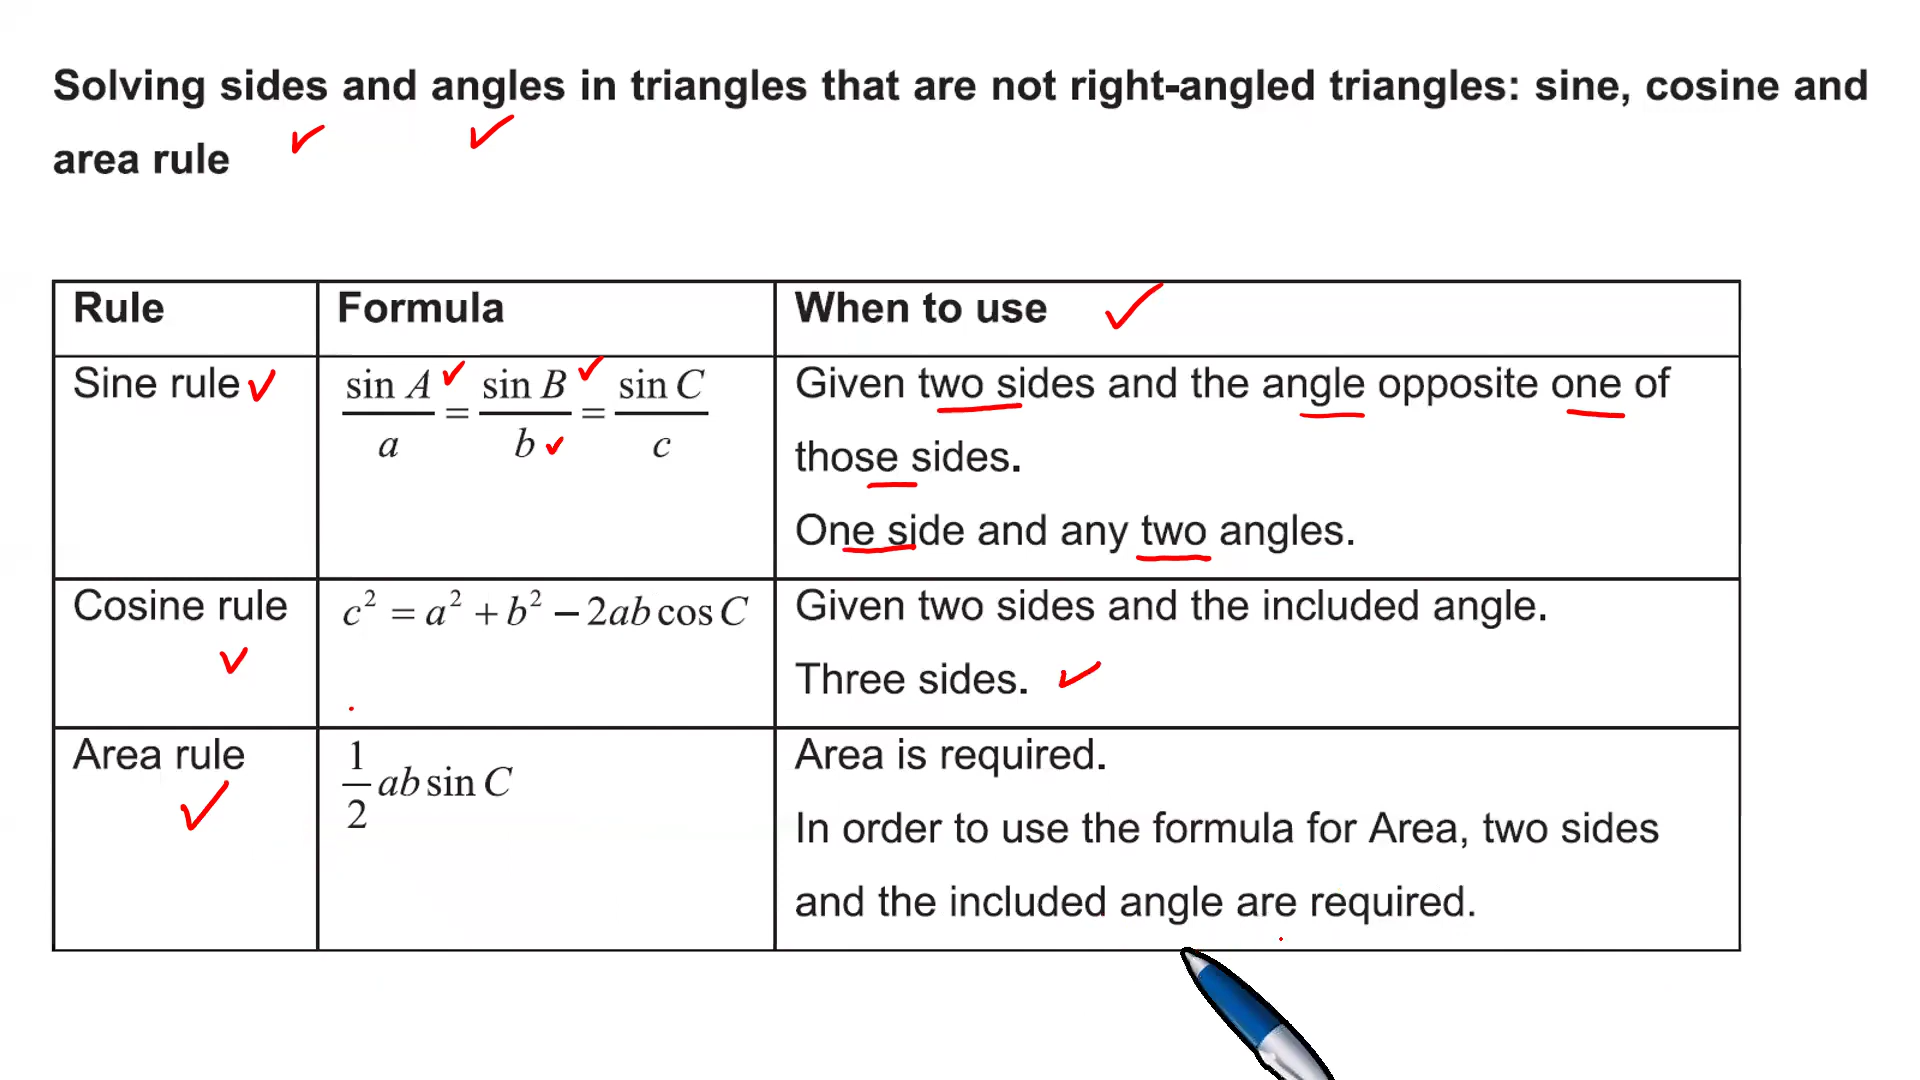 Solving sides and angles in triangles that are not right-angled triangles: sine, cosine and
area rule
Rule Formula When to use
Sine rule sin A / a = sin B / b = sin C / c Given two sides and the angle opposite one of
those sides.
One side and any two angles.
Cosine rule c² = a² + b² − 2ab cos C Given two sides and the included angle.
Three sides.
Area rule 1/2 ab sin C Area is required.
In order to use the formula for Area, two sides
and the included angle are required.